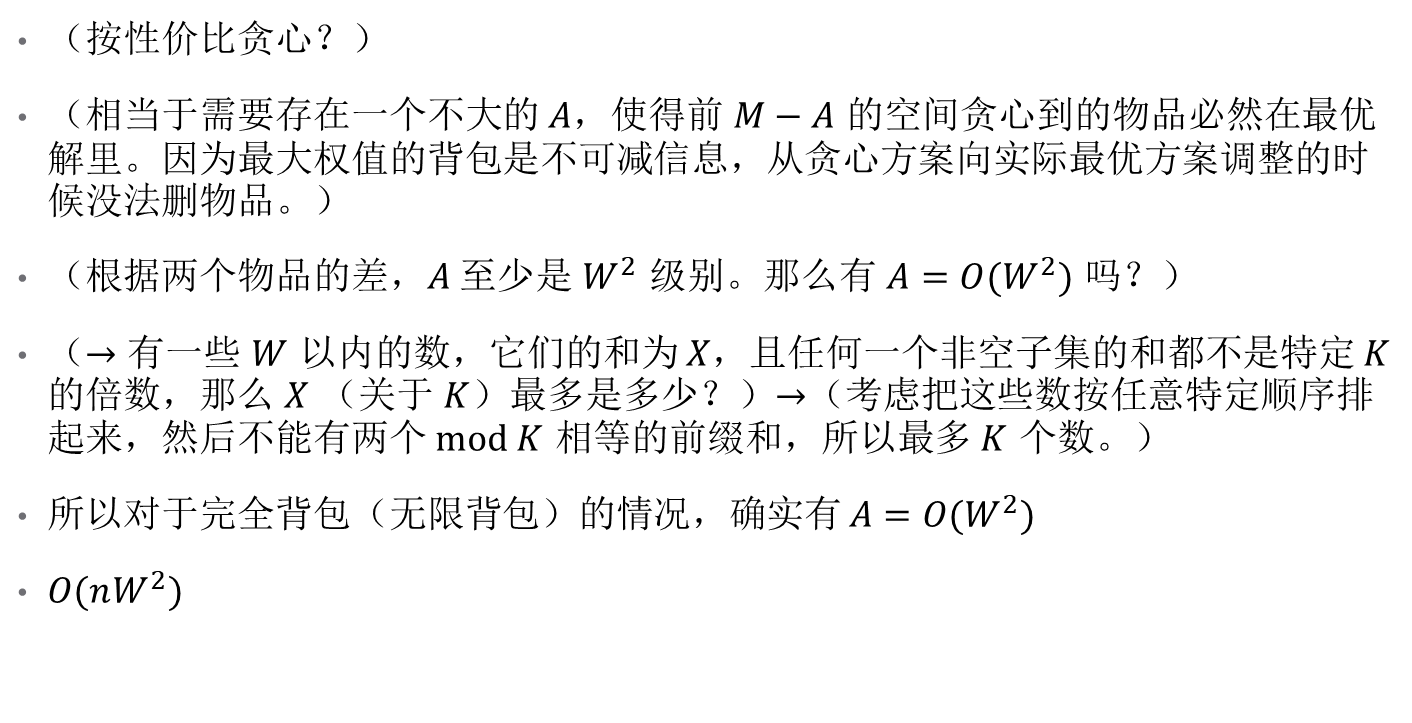 • （按性价比贪心？）
• （相当于需要存在一个不大的 A，使得前 M − A 的空间贪心到的物品必然在最优
解里。因为最大权值的背包是不可减信息，从贪心方案向实际最优方案调整的时
候没法删物品。）
• （根据两个物品的差，A 至少是 W² 级别。那么有 A = O(W²) 吗？）
• （→ 有一些 W 以内的数，它们的和为 X，且任何一个非空子集的和都不是特定 K
的倍数，那么 X （关于 K）最多是多少？）→（考虑把这些数按任意特定顺序排
起来，然后不能有两个 mod K 相等的前缀和，所以最多 K 个数。）
• 所以对于完全背包（无限背包）的情况，确实有 A = O(W²)
• O(nW²)